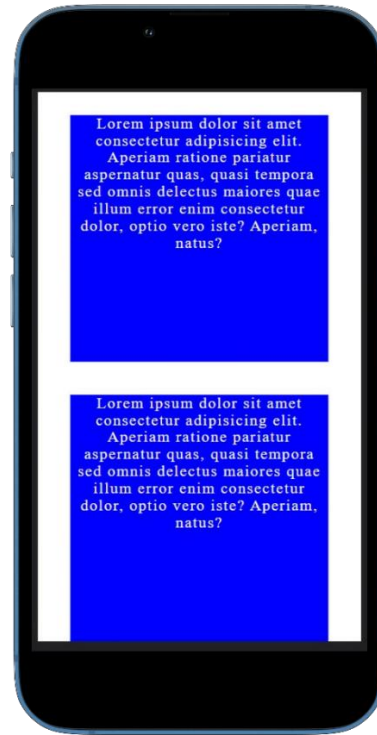 Lorem ipsum dolor sit amet
consectetur adipisicing elit.
Aperiam ratione pariatur
aspernatur quas, quasi tempora
sed omnis delectus maiores quae
illum error enim consectetur
dolor, optio vero iste? Aperiam,
natus?
Lorem ipsum dolor sit amet
consectetur adipisicing elit.
Aperiam ratione pariatur
aspernatur quas, quasi tempora
sed omnis delectus maiores quae
illum error enim consectetur
dolor, optio vero iste? Aperiam,
natus?